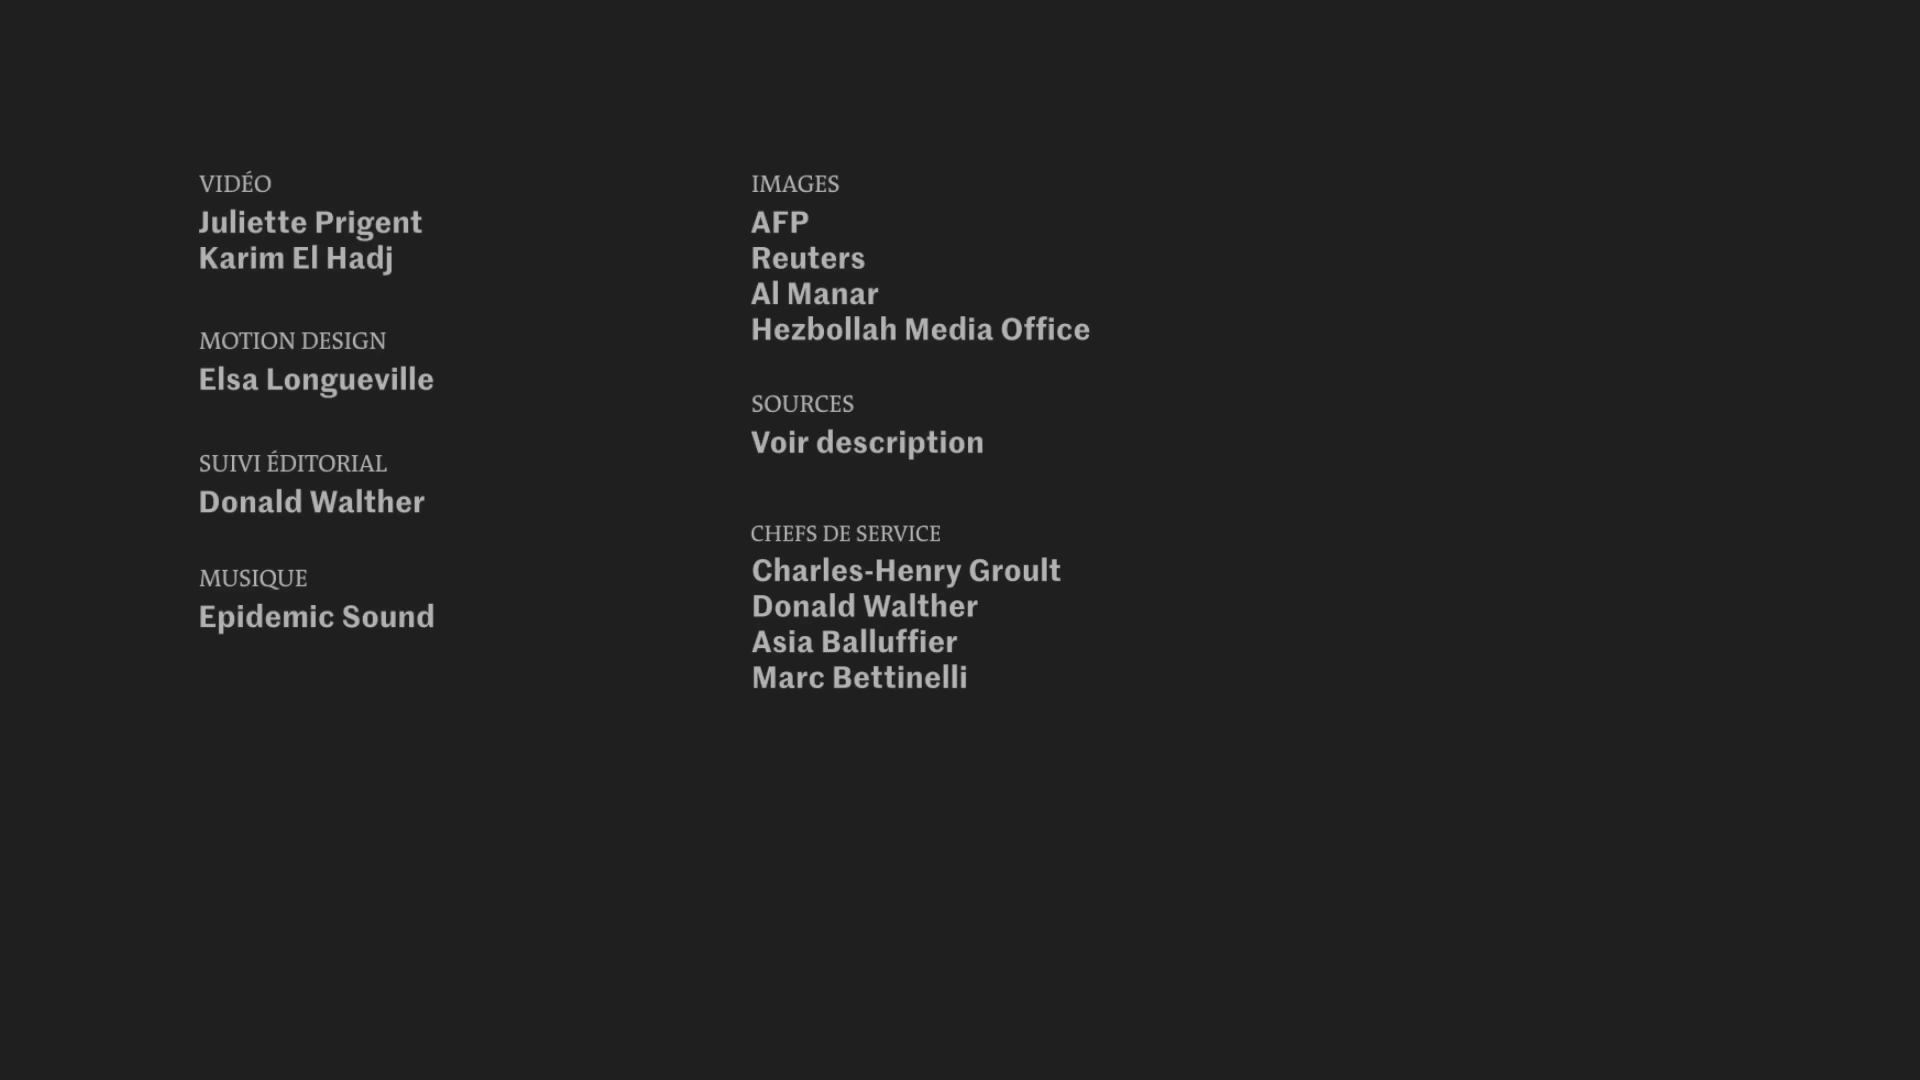 VIDÉO
Juliette Prigent
Karim El Hadj
MOTION DESIGN
Elsa Longueville
SUIVI ÉDITORIAL
Donald Walther
MUSIQUE
Epidemic Sound
IMAGES
AFP
Reuters
Al Manar
Hezbollah Media Office
SOURCES
Voir description
CHEFS DE SERVICE
Charles-Henry Groult
Donald Walther
Asia Balluffier
Marc Bettinelli